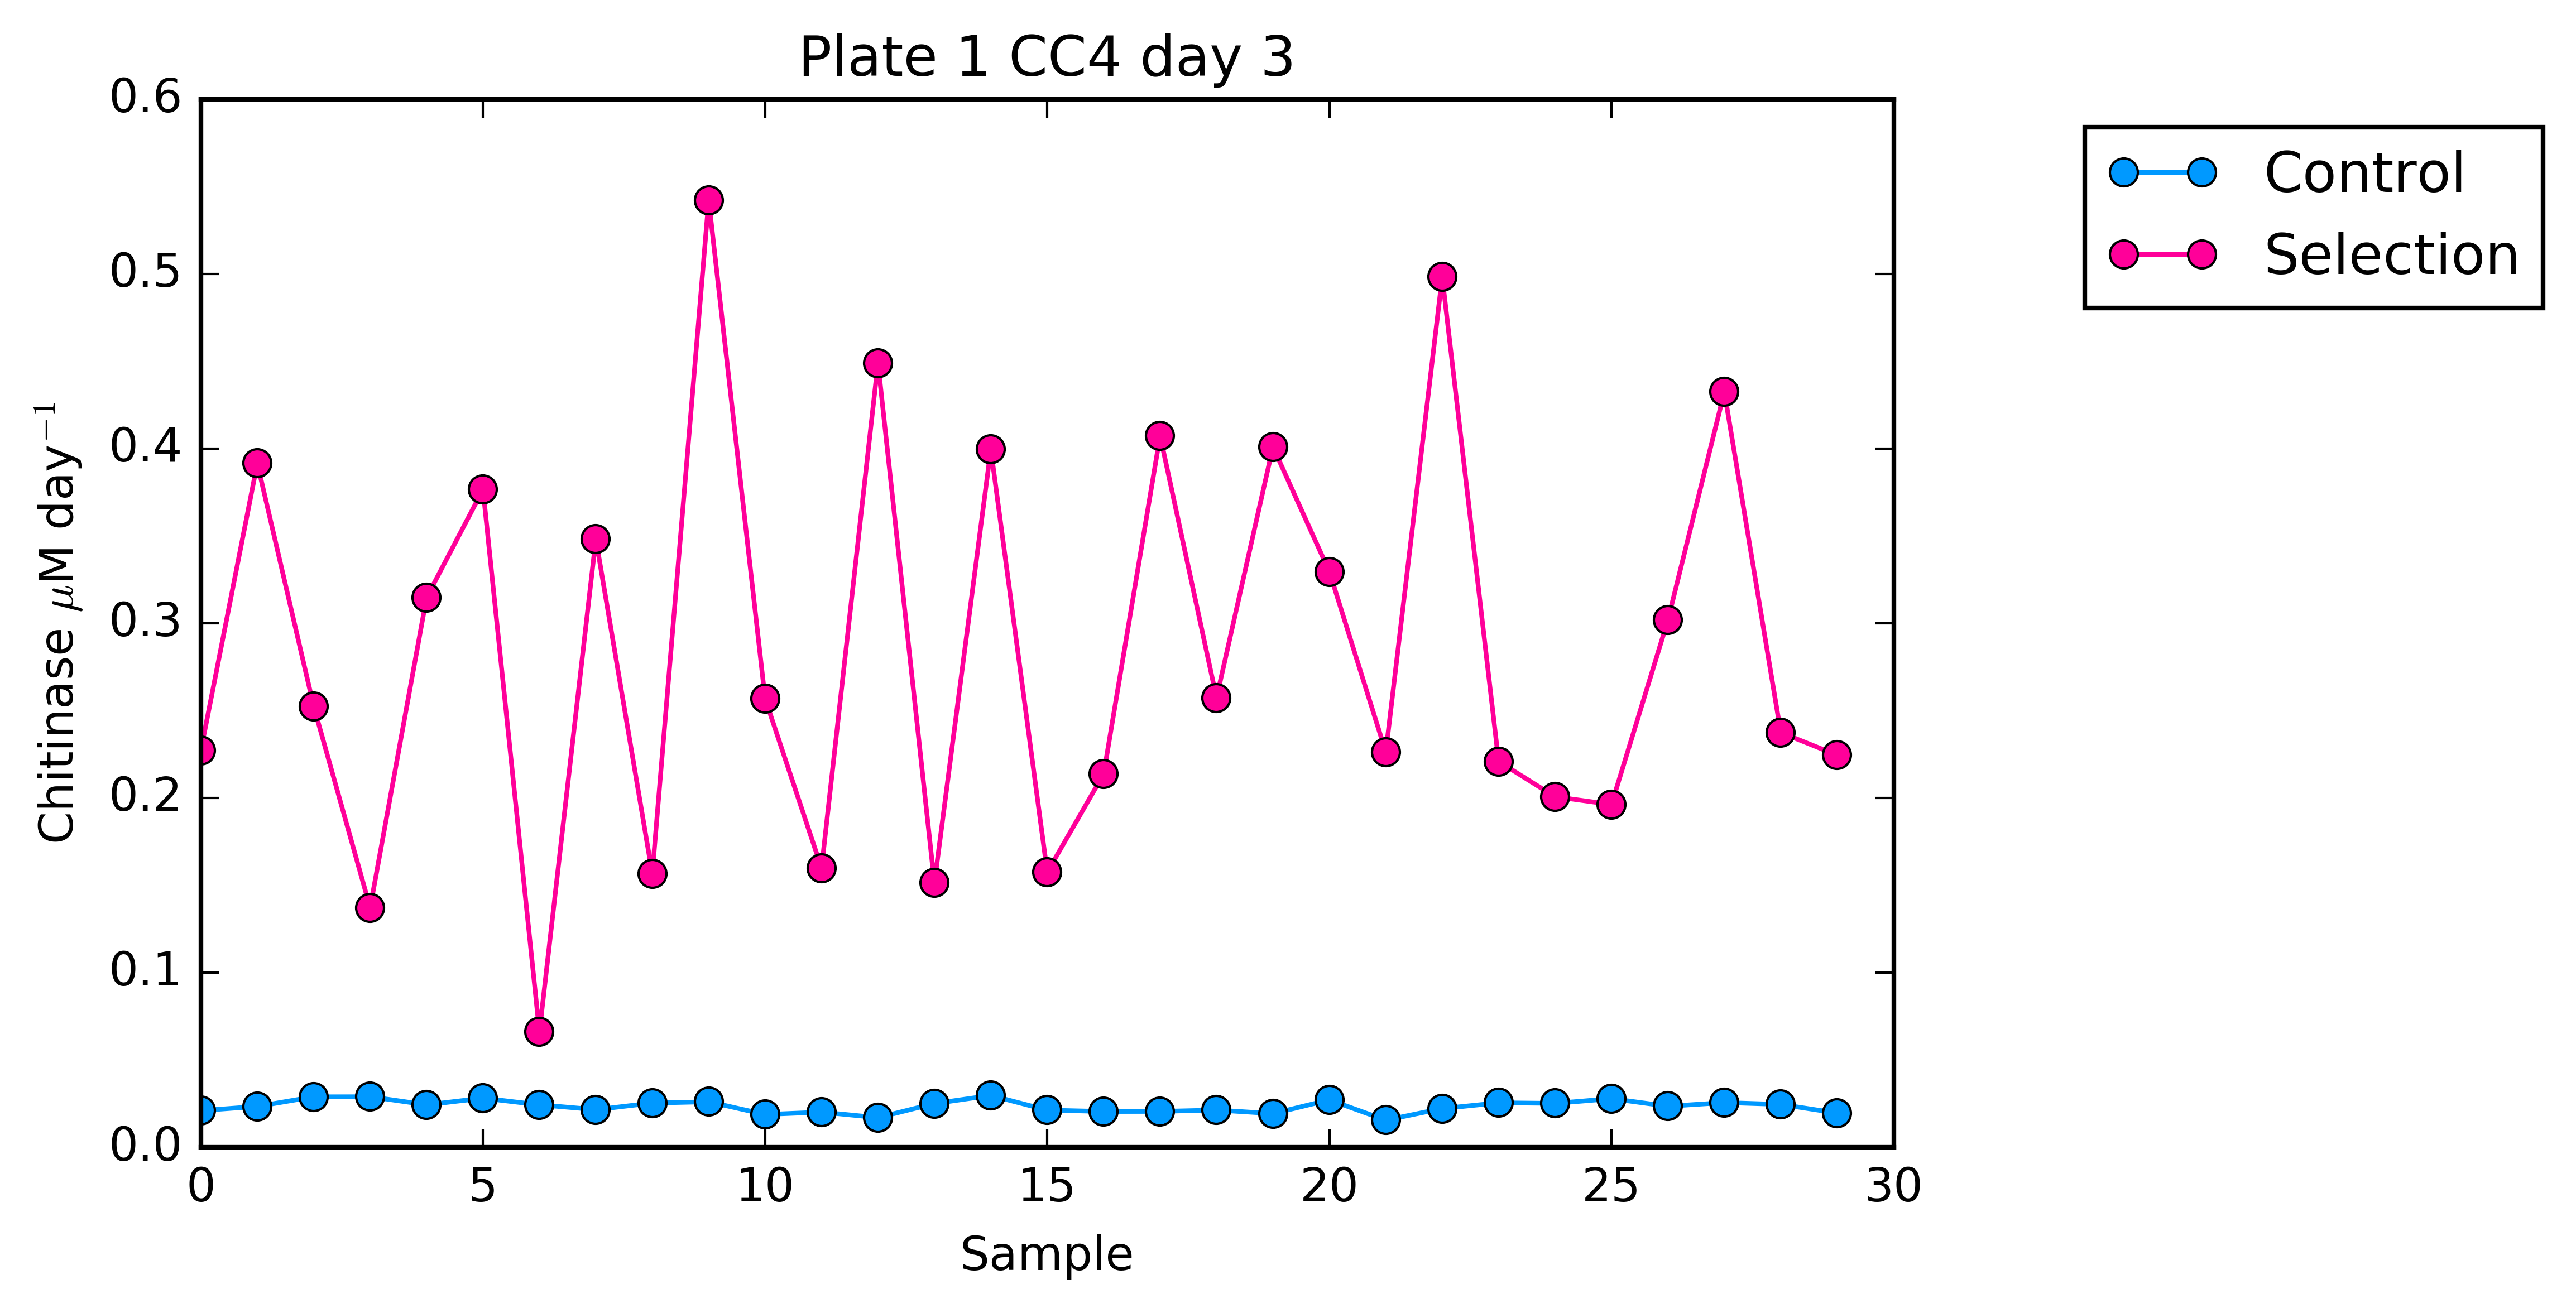 Plate 1 CC4 day 3
0.6
0.5
0.4
0.3
0.2
0.1
0.0
Chitinase μM day⁻¹
0 5 10 15 20 25 30
Sample
Control
Selection